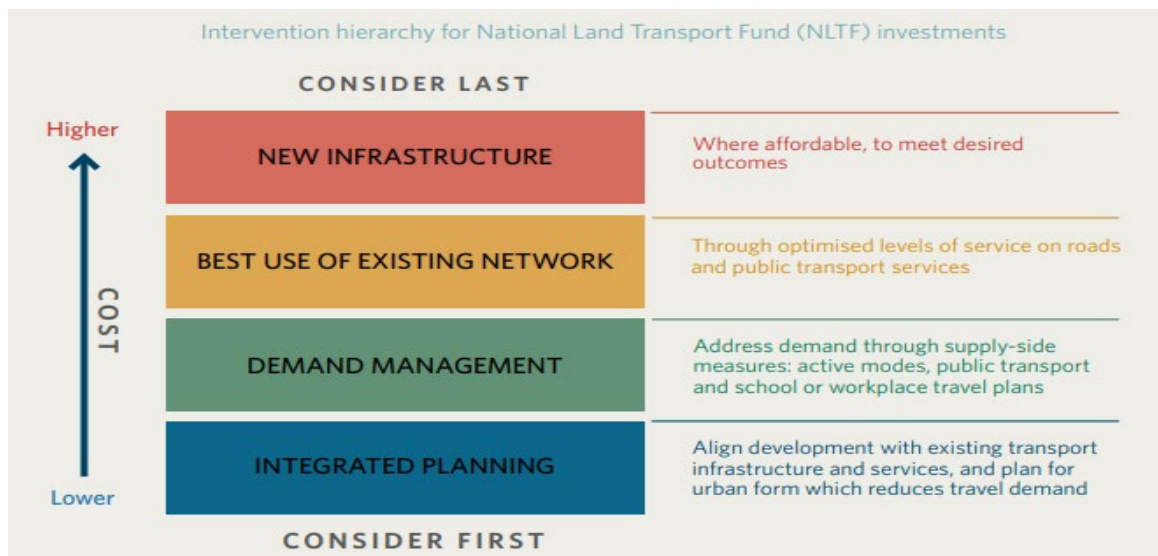 Intervention hierarchy for National Land Transport Fund (NLTF) investments
CONSIDER LAST
Higher
NEW INFRASTRUCTURE
Where affordable, to meet desired
outcomes
BEST USE OF EXISTING NETWORK
Through optimised levels of service on roads
and public transport services
COST
DEMAND MANAGEMENT
Address demand through supply-side
measures: active modes, public transport
and school or workplace travel plans
INTEGRATED PLANNING
Align development with existing transport
infrastructure and services, and plan for
urban form which reduces travel demand
Lower
CONSIDER FIRST